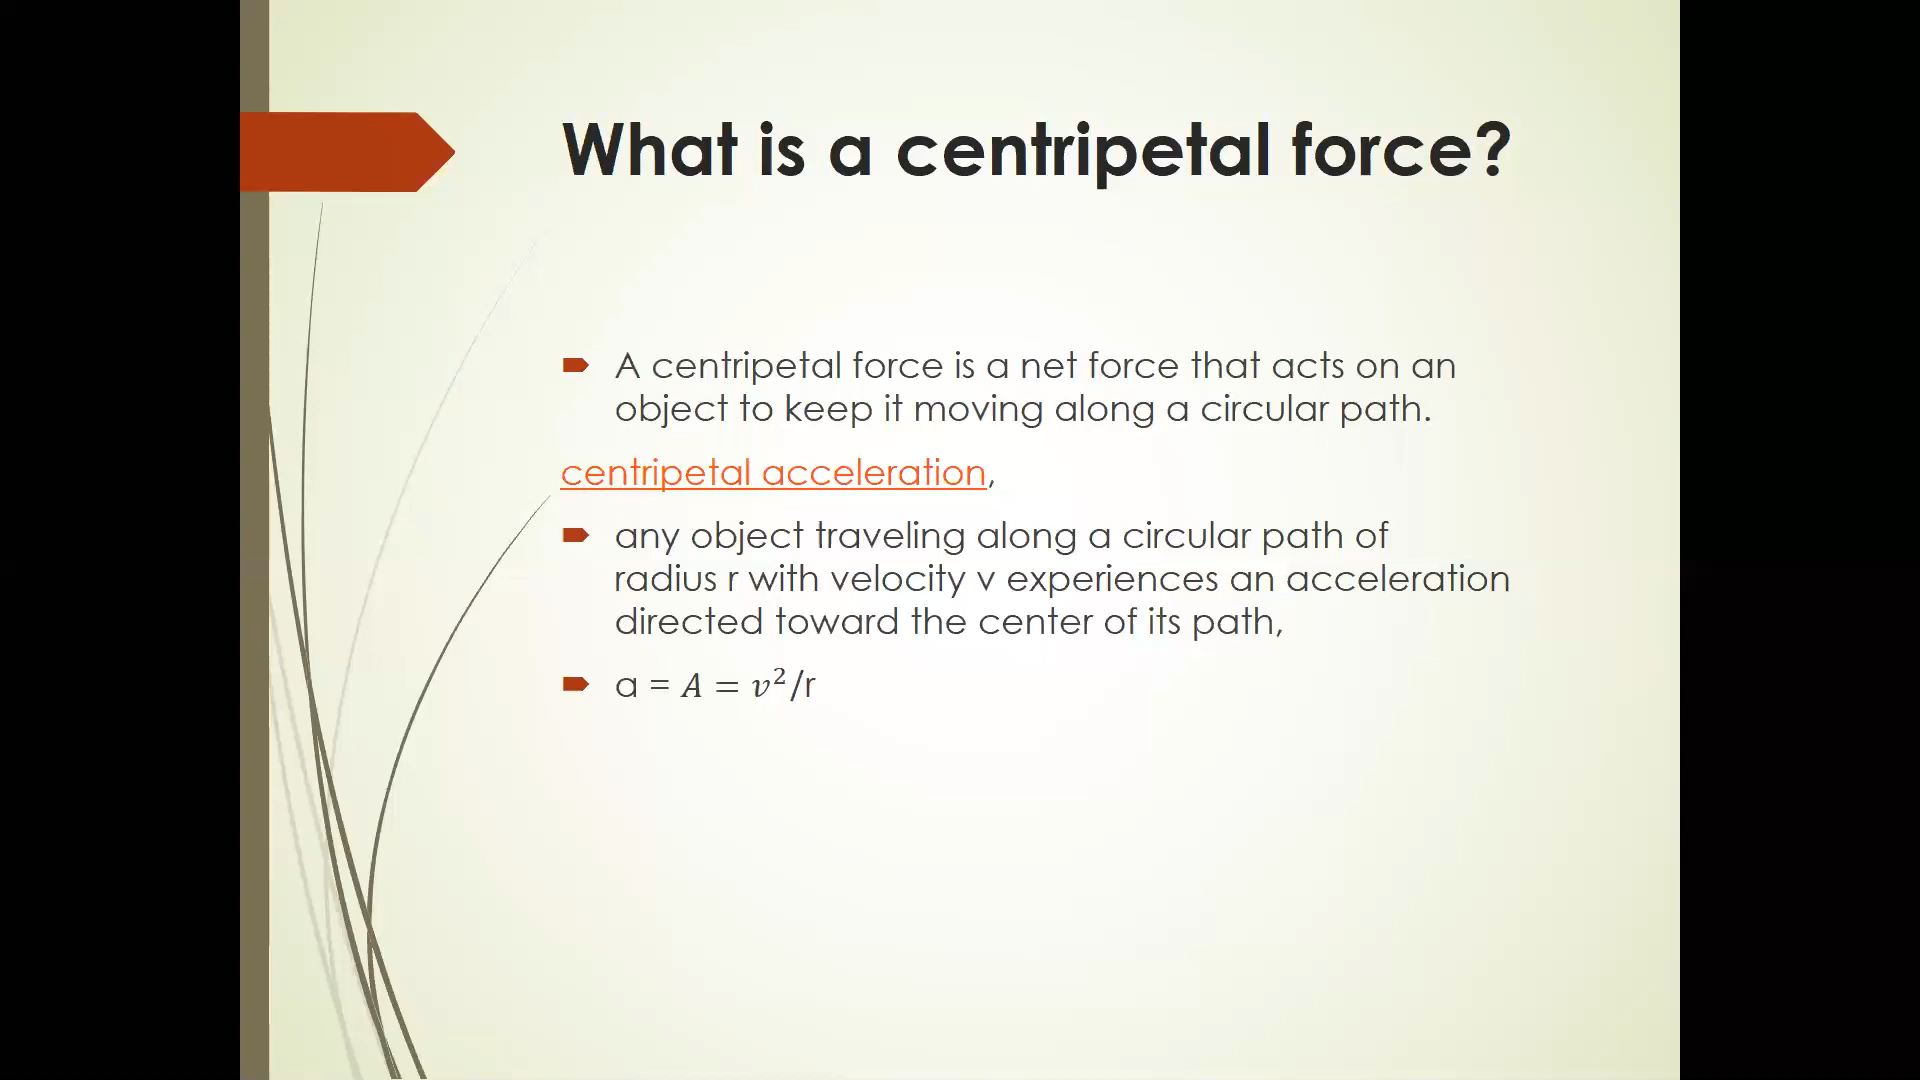 What is a centripetal force?
A centripetal force is a net force that acts on an
object to keep it moving along a circular path.
centripetal acceleration,
any object traveling along a circular path of
radius r with velocity v experiences an acceleration
directed toward the center of its path,
a = A = v²/r